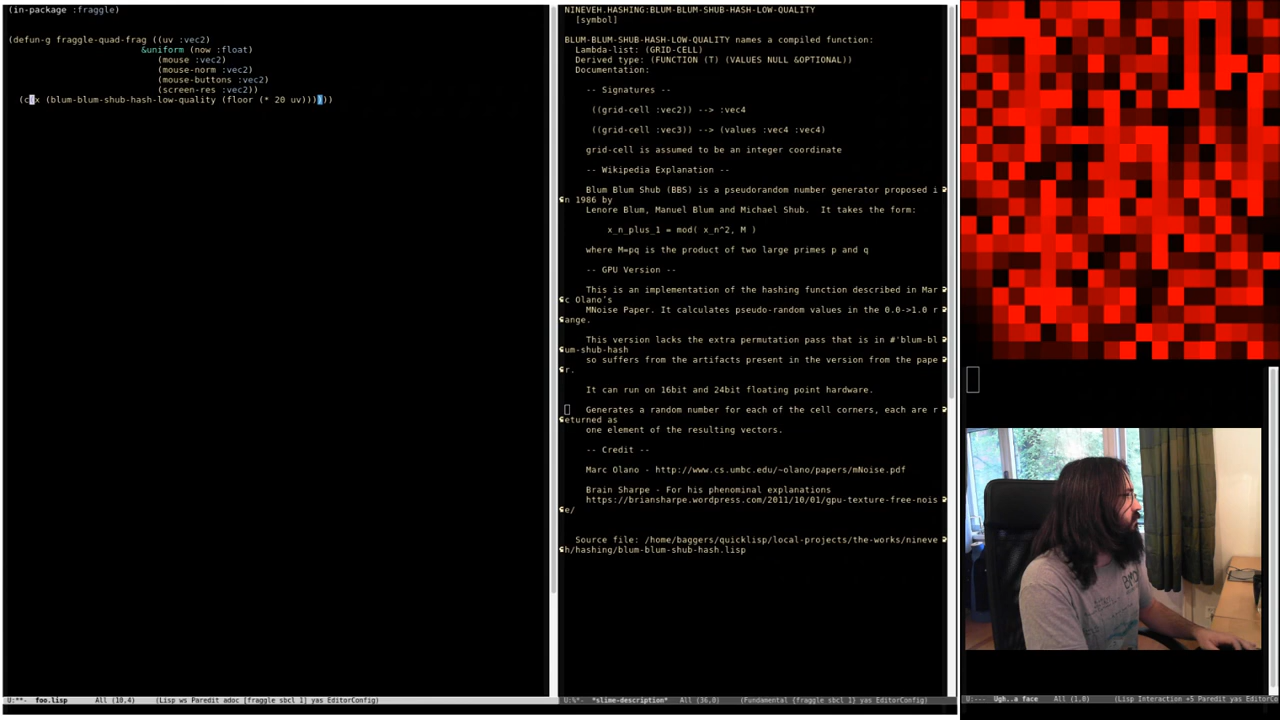 (in-package :fraggle)
(defun-g fraggle-quad-frag ((uv :vec2)
&uniform (now :float)
(mouse :vec2)
(mouse-norm :vec2)
(mouse-buttons :vec2)
(screen-res :vec2))
(blum-blum-shub-hash-low-quality (floor (* 20 uv)))))
U:**- foo.lisp All (10,4) (Lisp ws Paredit adoc [fraggle sbcl 1] yas EditorConfig)
NINEVEH.HASHING:BLUM-BLUM-SHUB-HASH-LOW-QUALITY
[symbol]
BLUM-BLUM-SHUB-HASH-LOW-QUALITY names a compiled function:
Lambda-list: (GRID-CELL)
Derived type: (FUNCTION (T) (VALUES NULL &OPTIONAL))
Documentation:
-- Signatures --
((grid-cell :vec2)) --> :vec4
((grid-cell :vec3)) --> (values :vec4 :vec4)
grid-cell is assumed to be an integer coordinate
-- Wikipedia Explanation --
Blum Blum Shub (BBS) is a pseudorandom number generator proposed i
n 1986 by
Lenore Blum, Manuel Blum and Michael Shub.  It takes the form:
x_n_plus_1 = mod( x_n^2, M )
where M=pq is the product of two large primes p and q
-- GPU Version --
This is an implementation of the hashing function described in Mar
c Olano's
MNoise Paper. It calculates pseudo-random values in the 0.0->1.0 r
ange.
This version lacks the extra permutation pass that is in #'blum-bl
um-shub-hash
so suffers from the artifacts present in the version from the pape
r.
It can run on 16bit and 24bit floating point hardware.
Generates a random number for each of the cell corners, each are r
eturned as
one element of the resulting vectors.
-- Credit --
Marc Olano - http://www.cs.umbc.edu/~olano/papers/mNoise.pdf
Brain Sharpe - For his phenominal explanations
https://briansharpe.wordpress.com/2011/10/01/gpu-texture-free-nois
e/
Source file: /home/baggers/quicklisp/local-projects/the-works/ninev
h/hashing/blum-blum-shub-hash.lisp
U:%*- *slime-description* All (36,0) (Fundamental {fraggle sbcl 1} yas EditorConfig)
U:--- Ugh..a face All (1,0) (Lisp Interaction +5 Paredit yas EditorCo